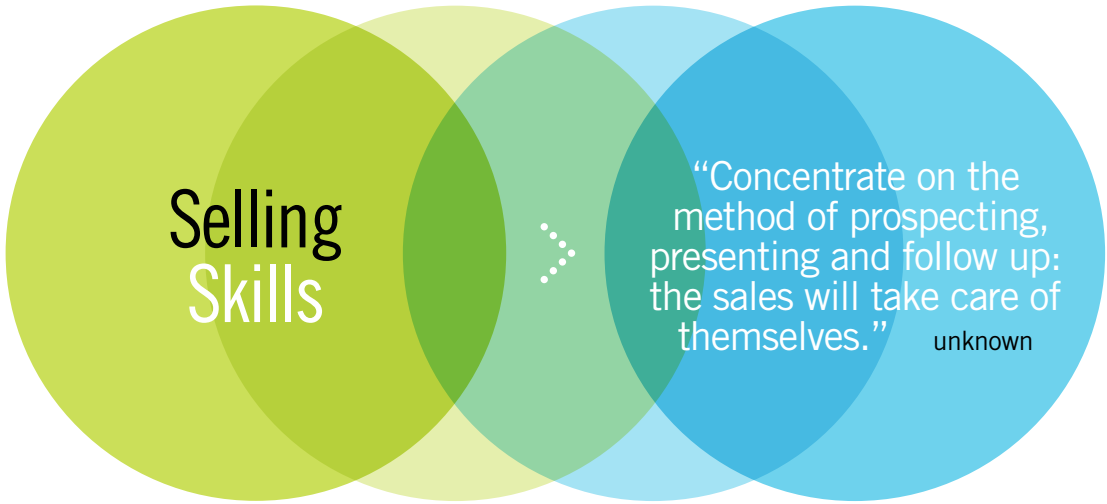 Selling
Skills
“Concentrate on the
method of prospecting,
presenting and follow up:
the sales will take care of
themselves.” unknown